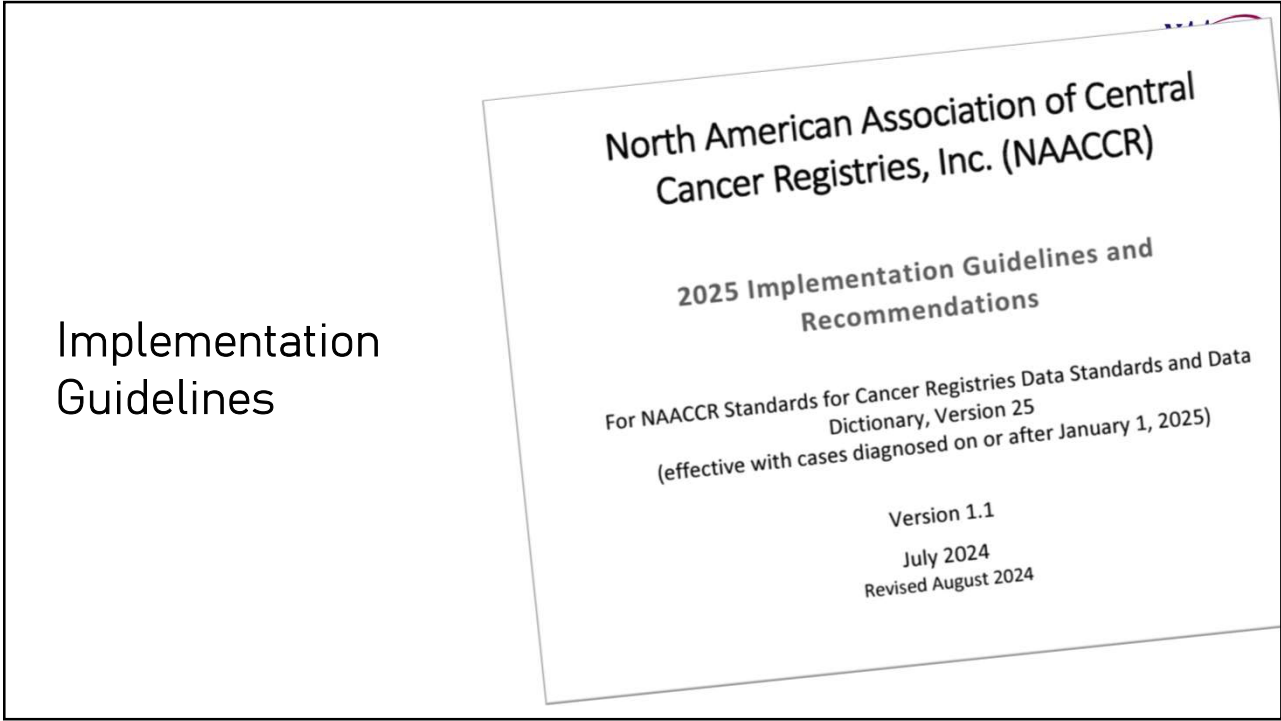 Implementation
Guidelines
North American Association of Central
Cancer Registries, Inc. (NAACCR)
2025 Implementation Guidelines and
Recommendations
For NAACCR Standards for Cancer Registries Data Standards and Data
Dictionary, Version 25
(effective with cases diagnosed on or after January 1, 2025)
Version 1.1
July 2024
Revised August 2024